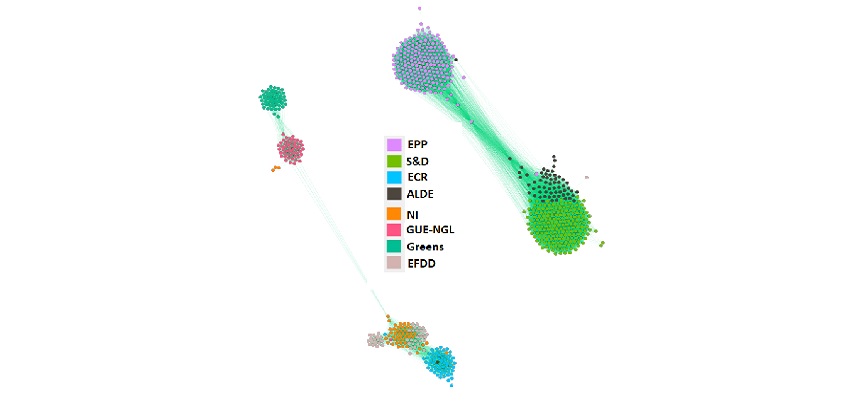 EPP
S&D
ECR
ALDE
NI
GUE-NGL
Greens
EFDD